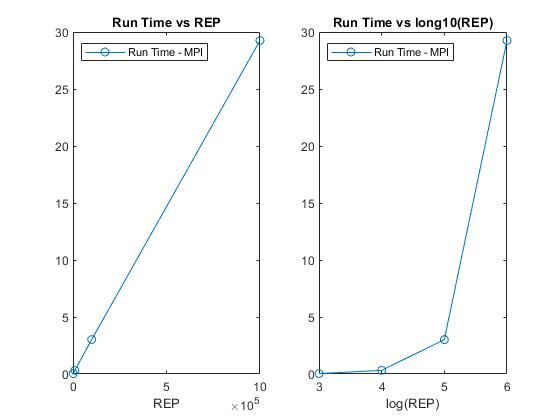 Run Time vs REP
Run Time - MPI
30
25
20
15
10
5
0
0 5 10
REP ×10^5
Run Time vs long10(REP)
Run Time - MPI
30
25
20
15
10
5
0
3 4 5 6
log(REP)